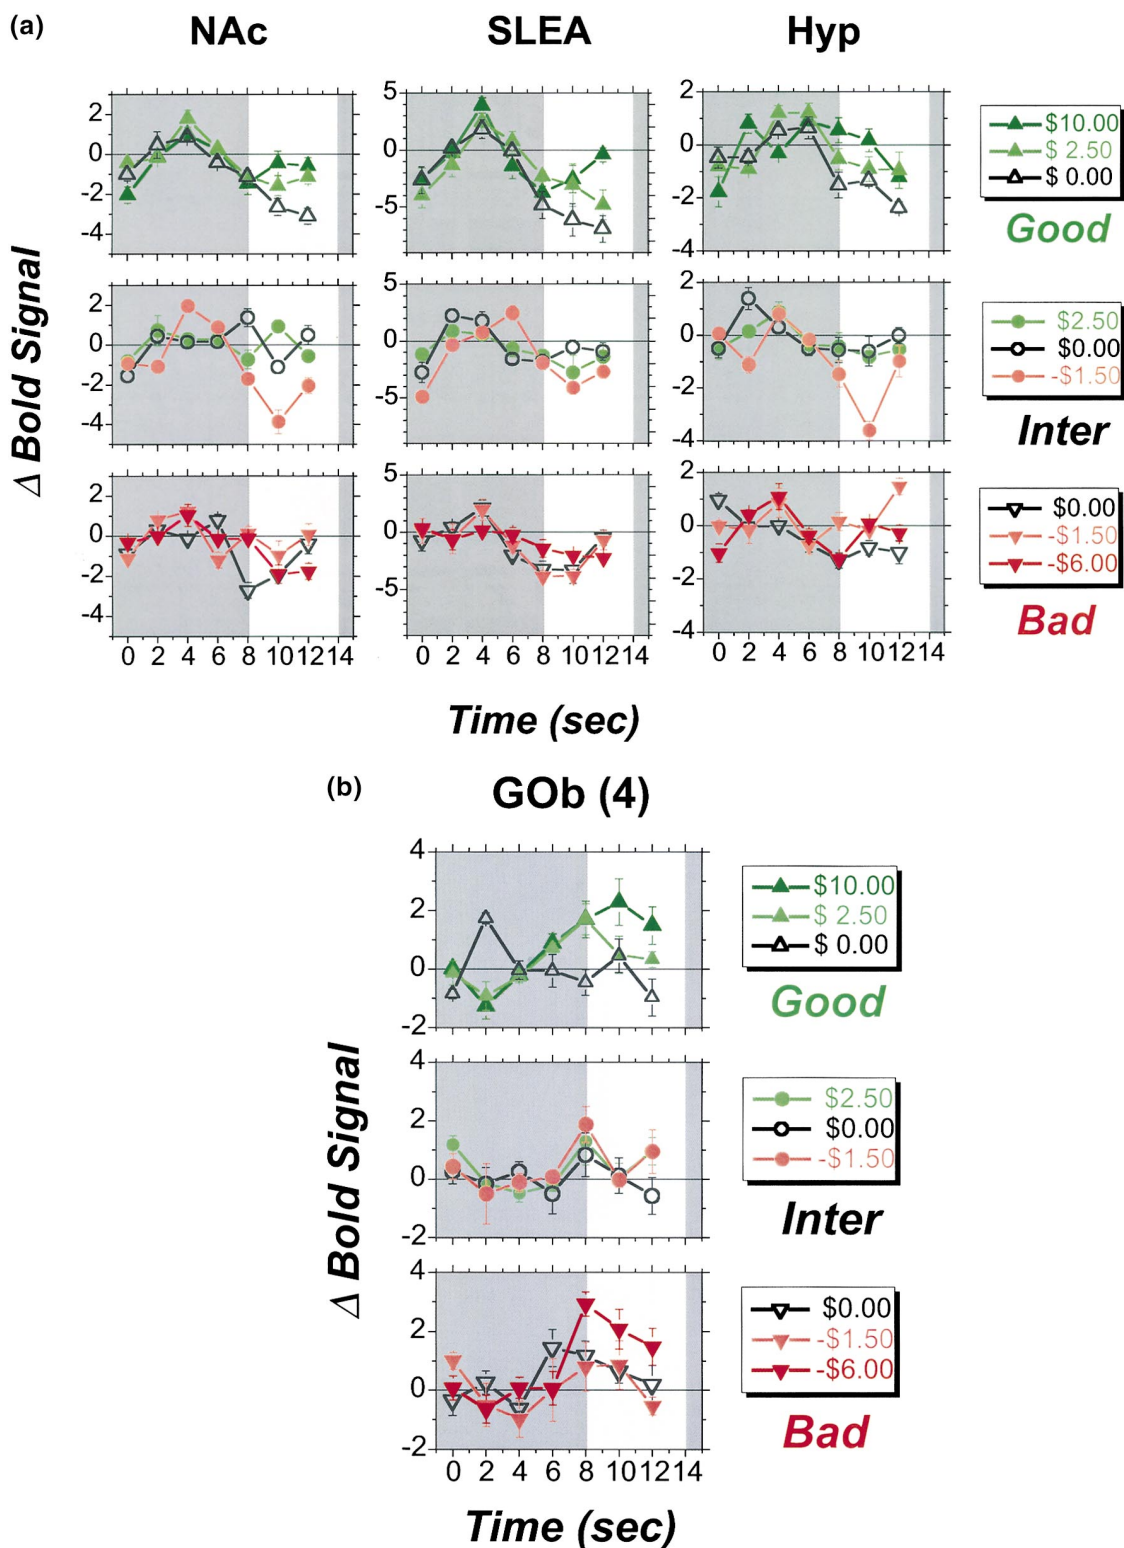 (a)
NAc SLEA Hyp
2 0 -2 -4
5 0 -5
2 0 -2 -4
$10.00
$ 2.50
$ 0.00
Good
2 0 -2 -4
5 0 -5
2 0 -2 -4
$2.50
$0.00
-$1.50
Inter
2 0 -2 -4
5 0 -5
2 0 -2 -4
$0.00
-$1.50
-$6.00
Bad
Δ Bold Signal
0 2 4 6 8 10 12 14 0 2 4 6 8 10 12 14 0 2 4 6 8 10 12 14
Time (sec)
(b)
GOb (4)
4 2 0 -2
$10.00
$ 2.50
$ 0.00
Good
4 2 0 -2
$2.50
$0.00
-$1.50
Inter
4 2 0 -2
$0.00
-$1.50
-$6.00
Bad
Δ Bold Signal
0 2 4 6 8 10 12 14
Time (sec)